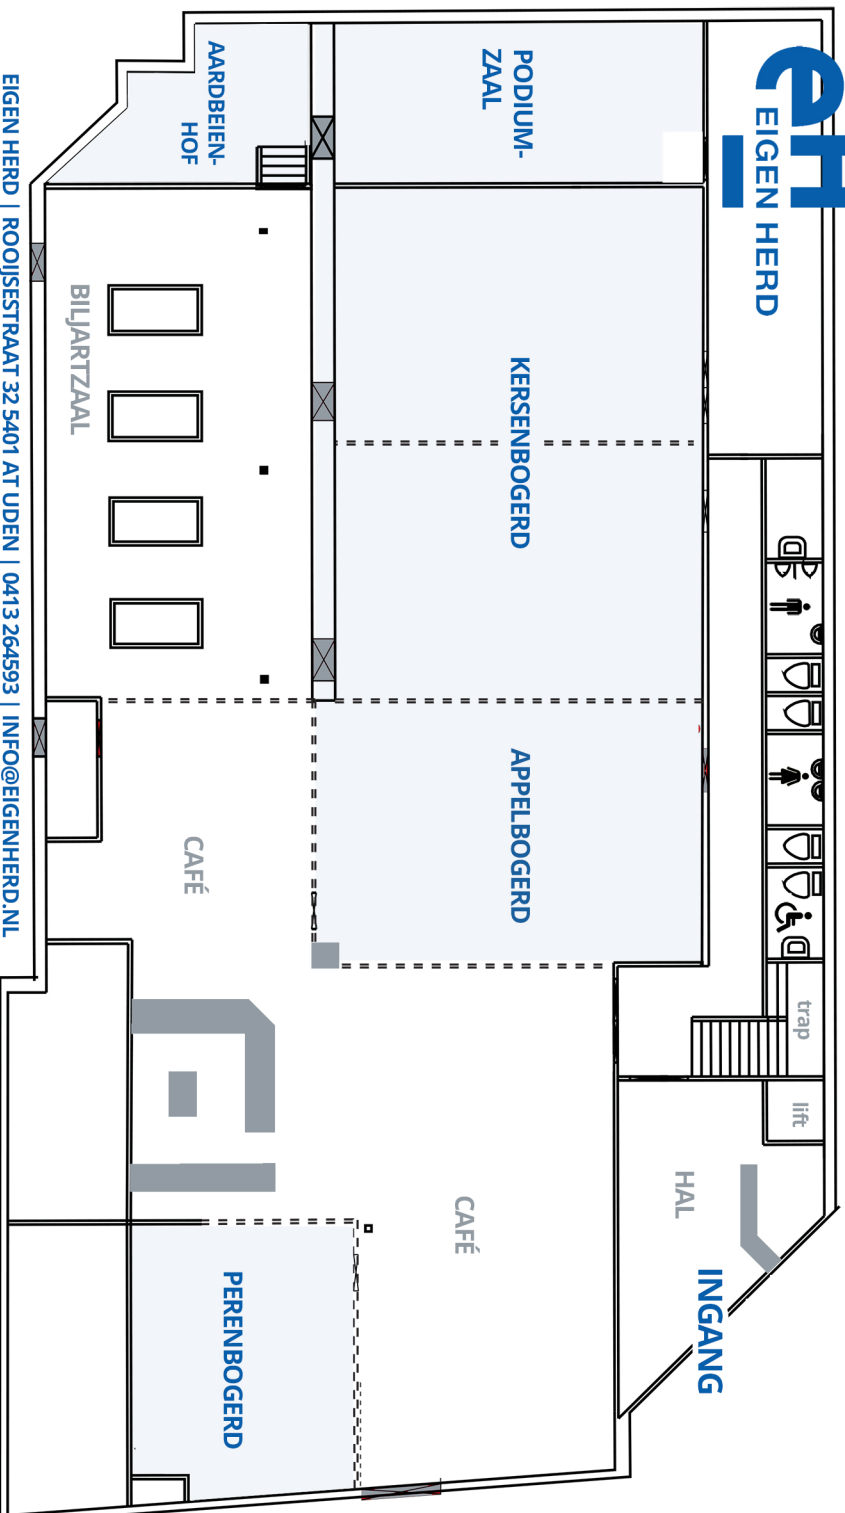 EIGEN HERD
PODIUM-
ZAAL
AARDBEIEN-
HOF
KERSENBOGERD
BILJARTZAAL
APPELBOGERD
CAFÉ
trap
lift
HAL
CAFÉ
INGANG
PERENBOGERD
EIGEN HERD | ROOIJSESTRAAT 32 5401 AT UDEN | 0413 264593 | INFO@EIGENHERD.NL